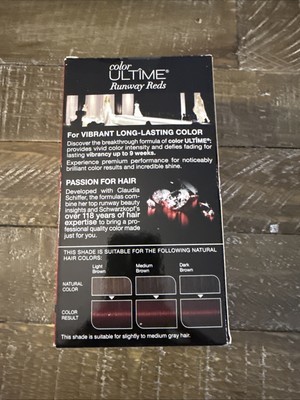 color
ULTÎME®
Runway Reds
For VIBRANT LONG-LASTING COLOR
Discover the breakthrough formula of color ULTÎME®:
provides vivid color intensity and defies fading for
lasting vibrancy up to 9 weeks.
Experience premium performance for noticeably
brilliant color results and incredible shine.
PASSION FOR HAIR
Developed with Claudia
Schiffer, the formulas com-
bine her top runway beauty
insights and Schwarzkopf's
over 118 years of hair
expertise to bring a pro-
fessional quality color made
just for you.
THIS SHADE IS SUITABLE FOR THE FOLLOWING NATURAL
HAIR COLORS:
Light Brown
Medium Brown
Dark Brown
NATURAL
COLOR
COLOR
RESULT
This shade is suitable for slightly to medium gray hair.